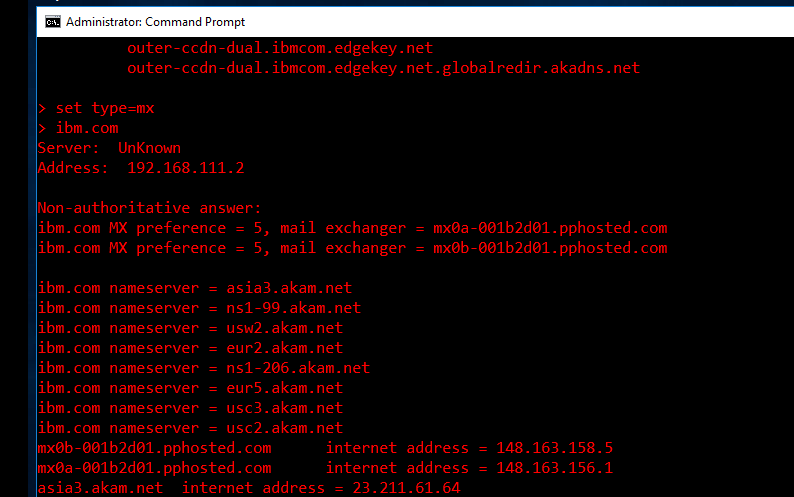 Administrator: Command Prompt
outer-ccdn-dual.ibmcom.edgekey.net
outer-ccdn-dual.ibmcom.edgekey.net.globalredir.akadns.net
> set type=mx
> ibm.com
Server:  UnKnown
Address:  192.168.111.2
Non-authoritative answer:
ibm.com MX preference = 5, mail exchanger = mx0a-001b2d01.pphosted.com
ibm.com MX preference = 5, mail exchanger = mx0b-001b2d01.pphosted.com
ibm.com nameserver = asia3.akam.net
ibm.com nameserver = ns1-99.akam.net
ibm.com nameserver = usw2.akam.net
ibm.com nameserver = eur2.akam.net
ibm.com nameserver = ns1-206.akam.net
ibm.com nameserver = eur5.akam.net
ibm.com nameserver = usc3.akam.net
ibm.com nameserver = usc2.akam.net
mx0b-001b2d01.pphosted.com      internet address = 148.163.158.5
mx0a-001b2d01.pphosted.com      internet address = 148.163.156.1
asia3.akam.net  internet address = 23.211.61.64